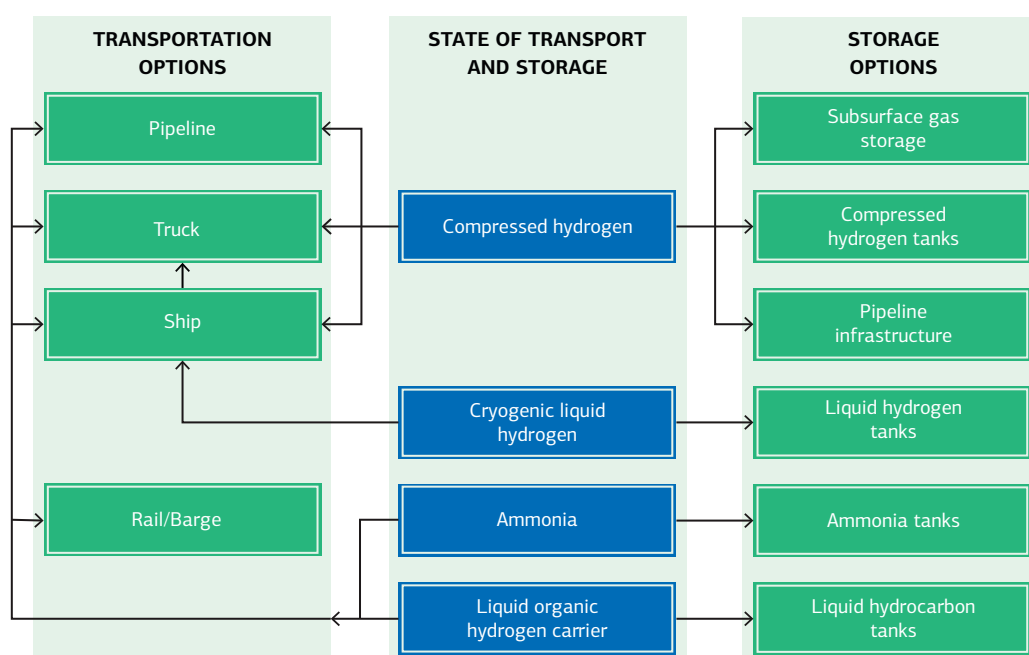 TRANSPORTATION
OPTIONS
STATE OF TRANSPORT
AND STORAGE
STORAGE
OPTIONS
Pipeline
Subsurface gas
storage
Truck
Compressed hydrogen
Compressed
hydrogen tanks
Ship
Pipeline
infrastructure
Cryogenic liquid
hydrogen
Liquid hydrogen
tanks
Rail/Barge
Ammonia
Ammonia tanks
Liquid organic
hydrogen carrier
Liquid hydrocarbon
tanks